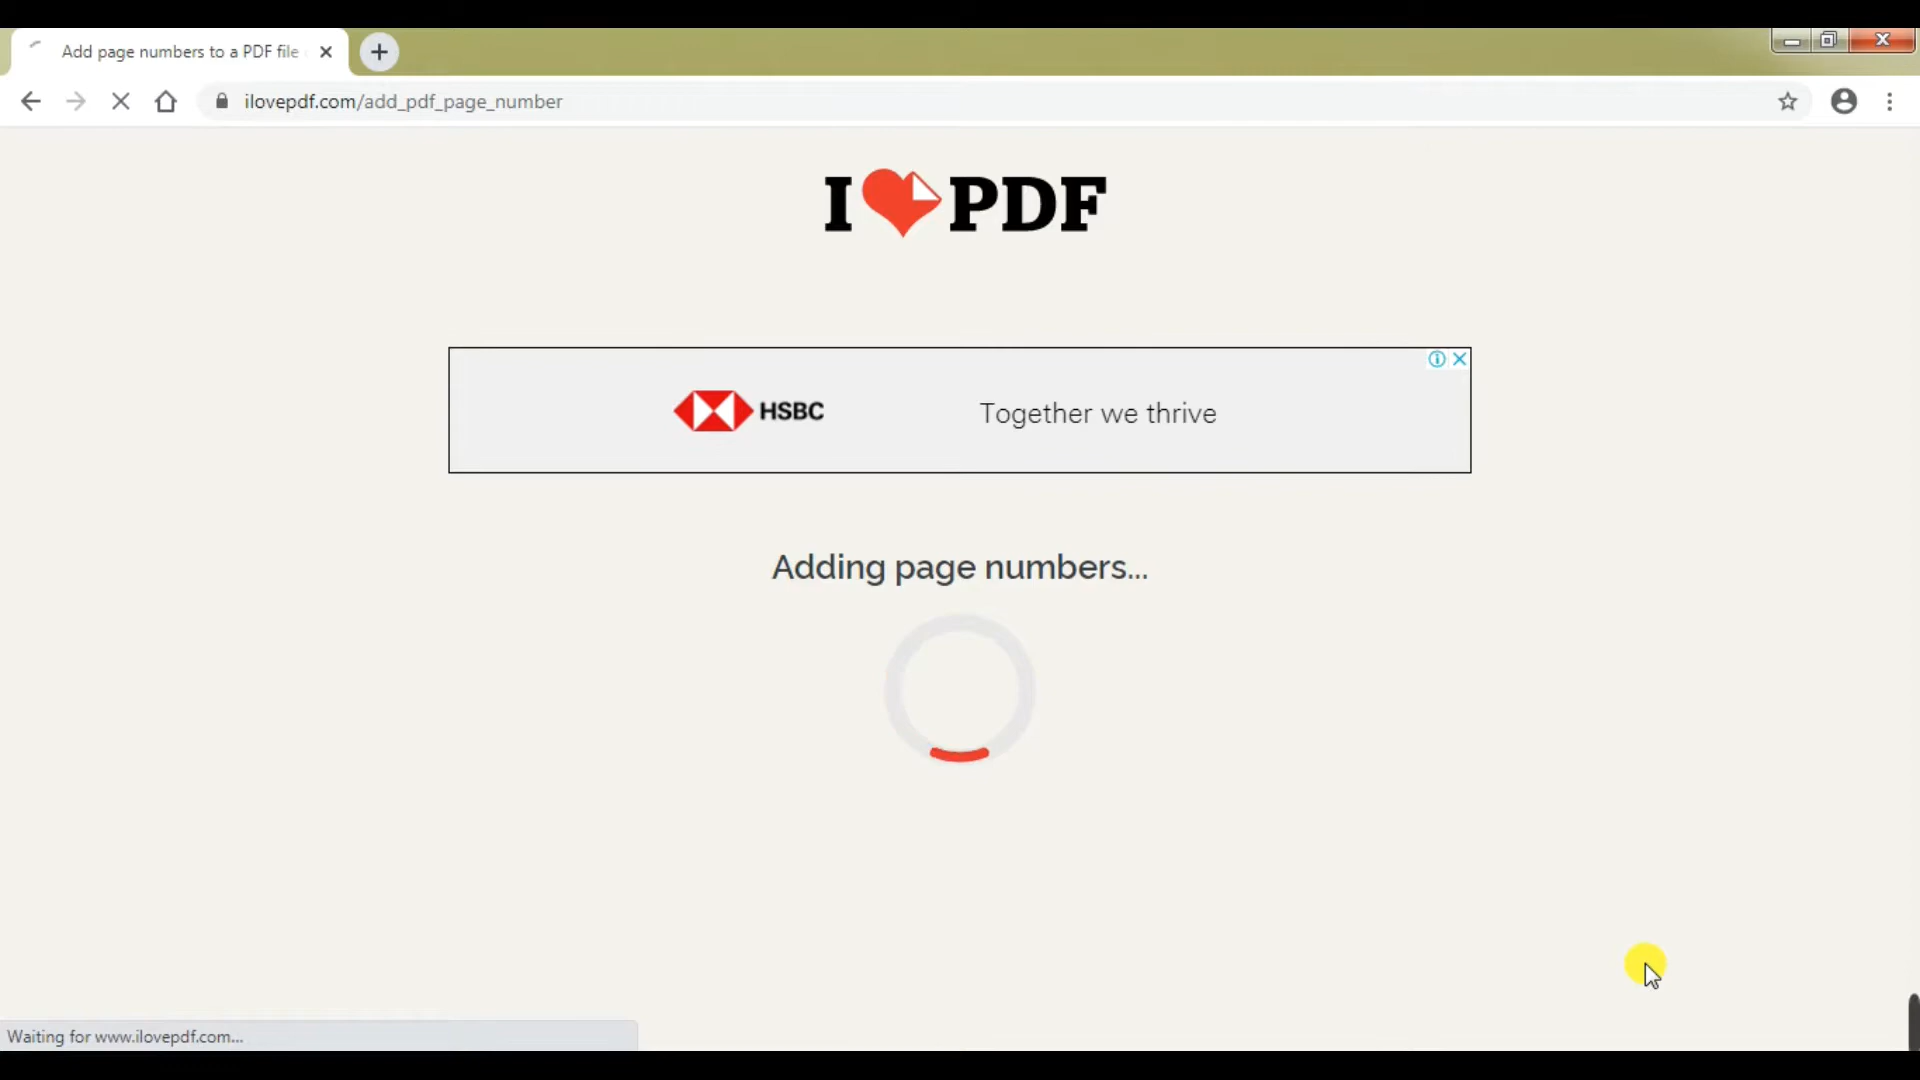 Add page numbers to a PDF file
ilovepdf.com/add_pdf_page_number
I PDF
HSBC
Together we thrive
Adding page numbers...
Waiting for www.ilovepdf.com...